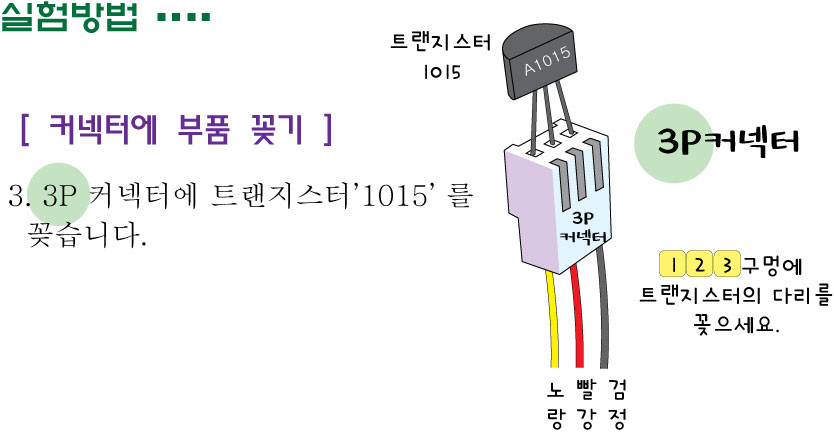 실험방법 ····
트랜지스터
1015
A1015
[ 커넥터에 부품 꽂기 ]
3P커넥터
3. 3P 커넥터에 트랜지스터'1015' 를
꽂습니다.
3P
커넥터
1 2 3 구멍에
트랜지스터의 다리를
꽂으세요.
노 빨 검
랑 강 정